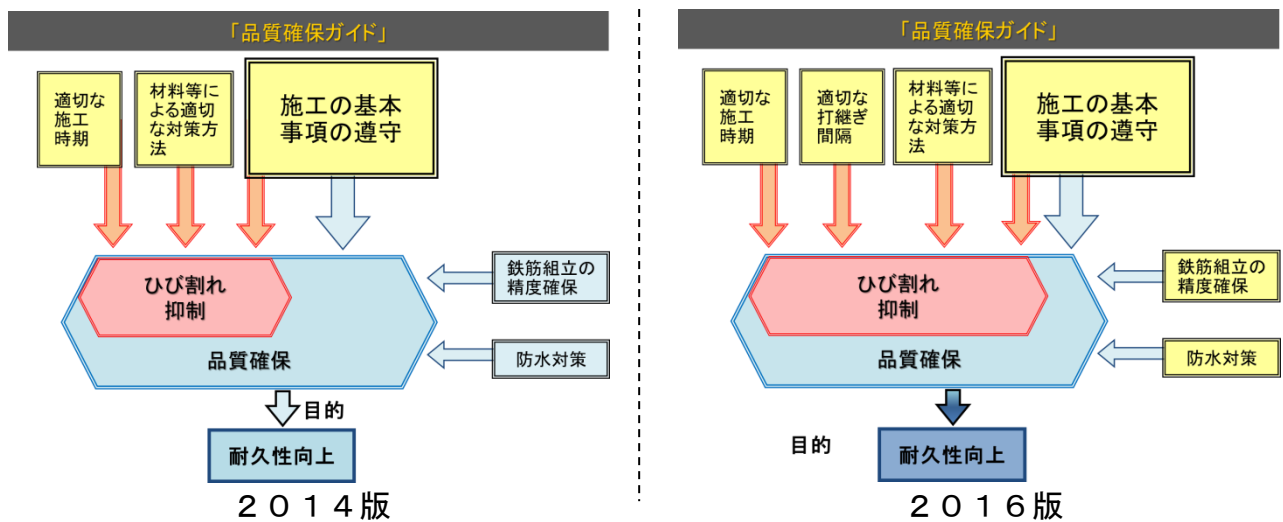 「品質確保ガイド」
適切な
施工
時期
材料等に
よる適切
な対策方
法
施工の基本
事項の遵守
ひび割れ
抑制
品質確保
鉄筋組立の
精度確保
防水対策
目的
耐久性向上
2014版
「品質確保ガイド」
適切な
施工
時期
適切な
打継ぎ
間隔
材料等に
よる適切
な対策方法
施工の基本
事項の遵守
ひび割れ
抑制
品質確保
鉄筋組立の
精度確保
防水対策
目的
耐久性向上
2016版